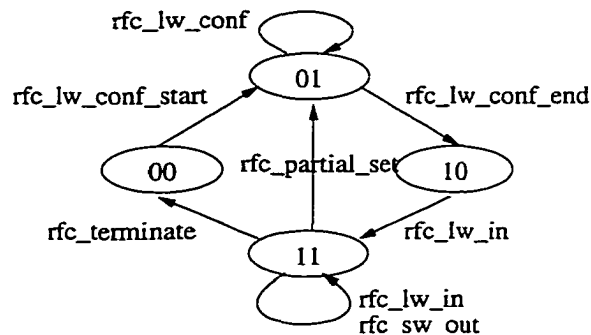 rfc_lw_conf
01
rfc_lw_conf_start
rfc_lw_conf_end
00
rfc_partial_set
10
rfc_terminate
rfc_lw_in
11
rfc_lw_in
rfc_sw_out